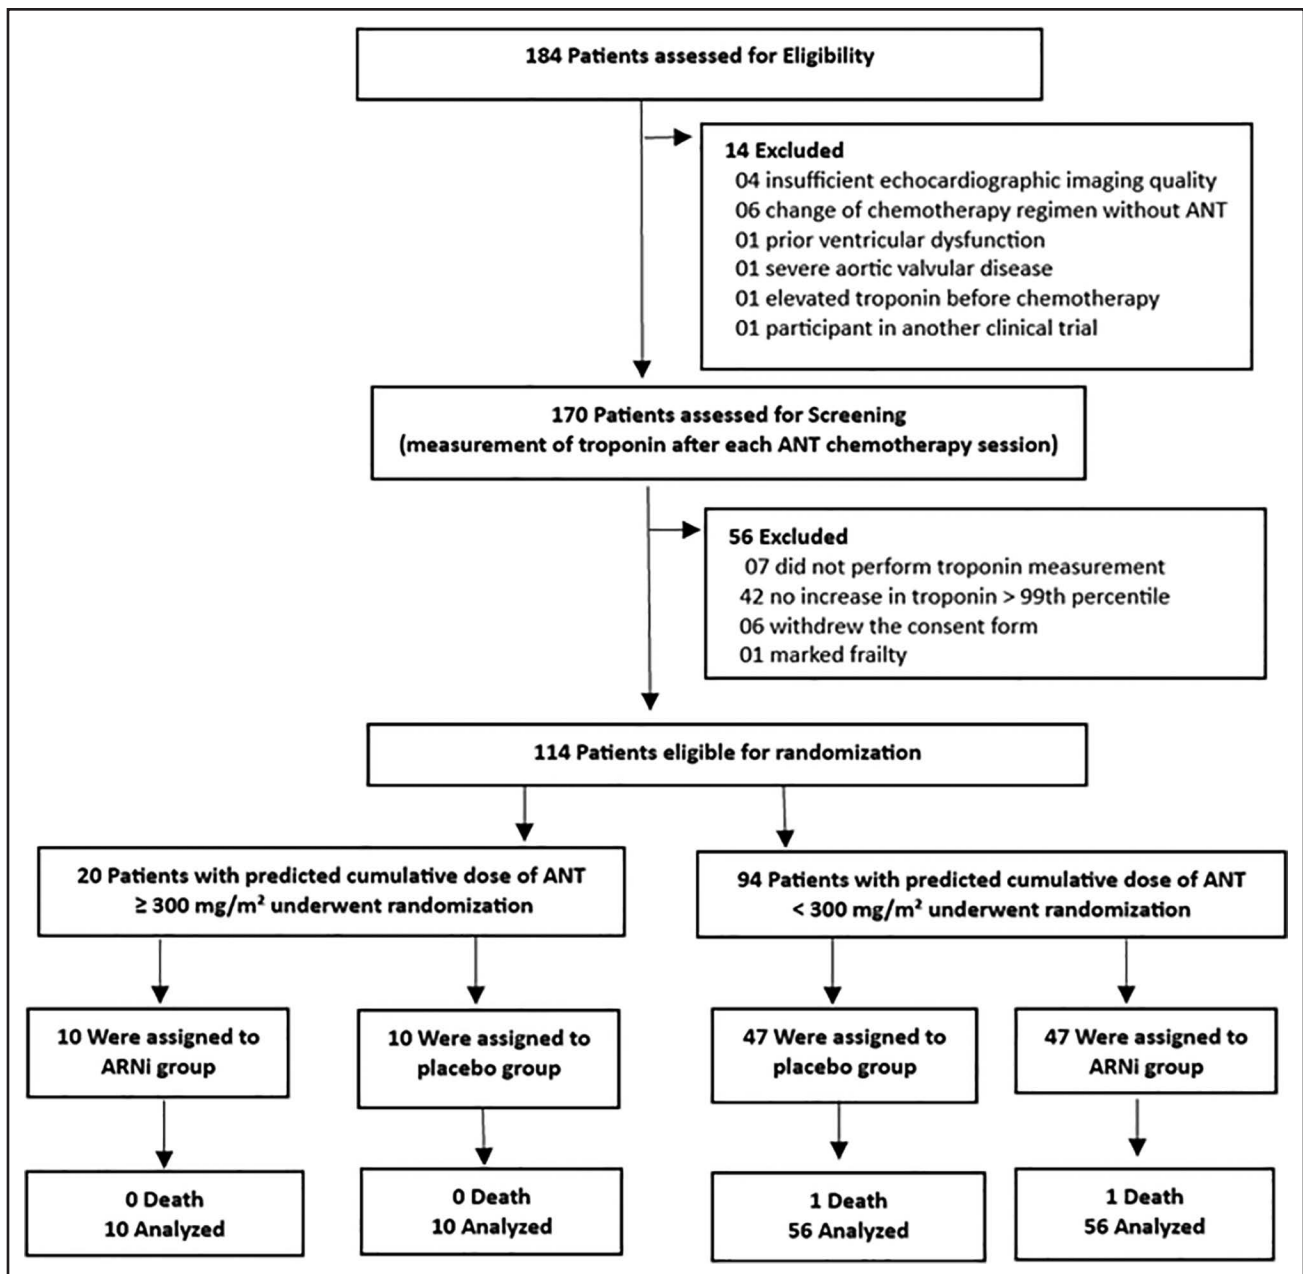 184 Patients assessed for Eligibility
14 Excluded
04 insufficient echocardiographic imaging quality
06 change of chemotherapy regimen without ANT
01 prior ventricular dysfunction
01 severe aortic valvular disease
01 elevated troponin before chemotherapy
01 participant in another clinical trial
170 Patients assessed for Screening
(measurement of troponin after each ANT chemotherapy session)
56 Excluded
07 did not perform troponin measurement
42 no increase in troponin > 99th percentile
06 withdrew the consent form
01 marked frailty
114 Patients eligible for randomization
20 Patients with predicted cumulative dose of ANT
≥ 300 mg/m² underwent randomization
94 Patients with predicted cumulative dose of ANT
< 300 mg/m² underwent randomization
10 Were assigned to
ARNi group
10 Were assigned to
placebo group
47 Were assigned to
placebo group
47 Were assigned to
ARNi group
0 Death
10 Analyzed
0 Death
10 Analyzed
1 Death
56 Analyzed
1 Death
56 Analyzed